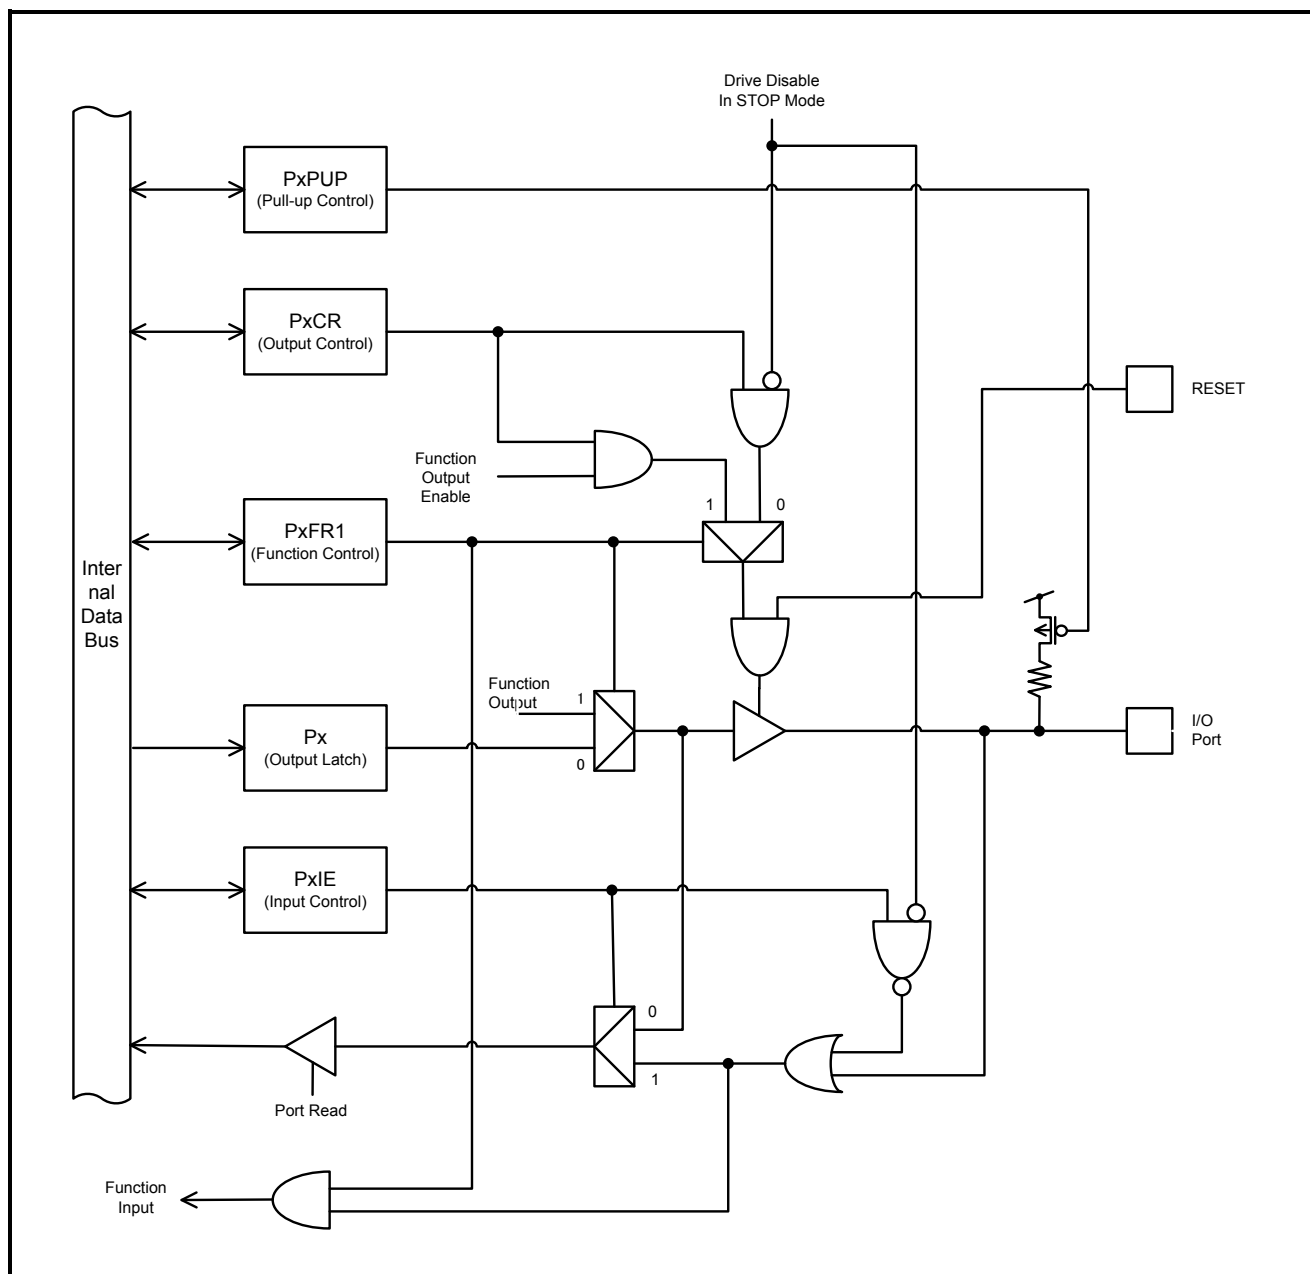 Drive Disable
In STOP Mode
PxPUP
(Pull-up Control)
PxCR
(Output Control)
RESET
Function
Output
Enable
1
0
PxFR1
(Function Control)
Inter
nal
Data
Bus
Function
Output
1
0
Px
(Output Latch)
I/O
Port
PxIE
(Input Control)
0
1
Port Read
Function
Input